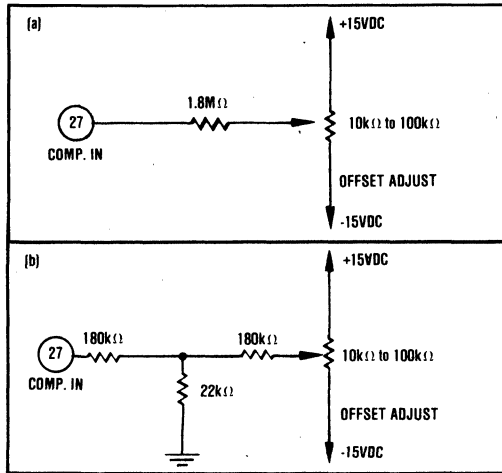 (a)
+15VDC
1.8MΩ
27
10kΩ to 100kΩ
COMP. IN
OFFSET ADJUST
-15VDC
(b)
+15VDC
180kΩ
180kΩ
27
10kΩ to 100kΩ
COMP. IN
22kΩ
OFFSET ADJUST
-15VDC